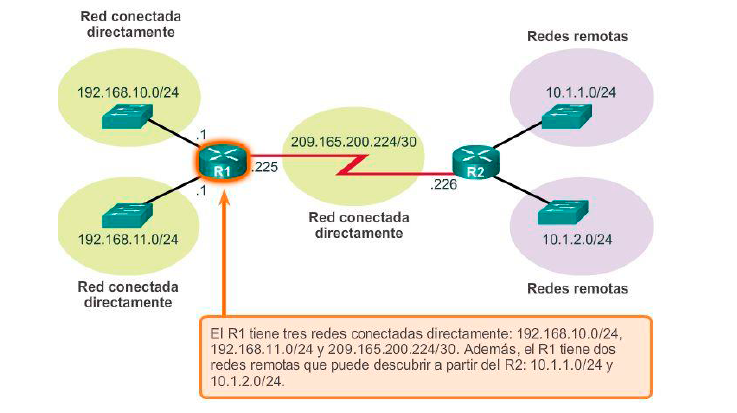 Red conectada
directamente
Redes remotas
192.168.10.0/24
10.1.1.0/24
.1
209.165.200.224/30
R1
.225
R2
.226
.1
192.168.11.0/24
Red conectada
directamente
10.1.2.0/24
Red conectada
directamente
Redes remotas
El R1 tiene tres redes conectadas directamente: 192.168.10.0/24,
192.168.11.0/24 y 209.165.200.224/30. Además, el R1 tiene dos
redes remotas que puede descubrir a partir del R2: 10.1.1.0/24 y
10.1.2.0/24.